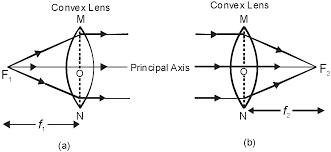 Convex Lens
M
F1
O
N
f1
(a)
Principal Axis
Convex Lens
M
O
F2
N
f2
(b)